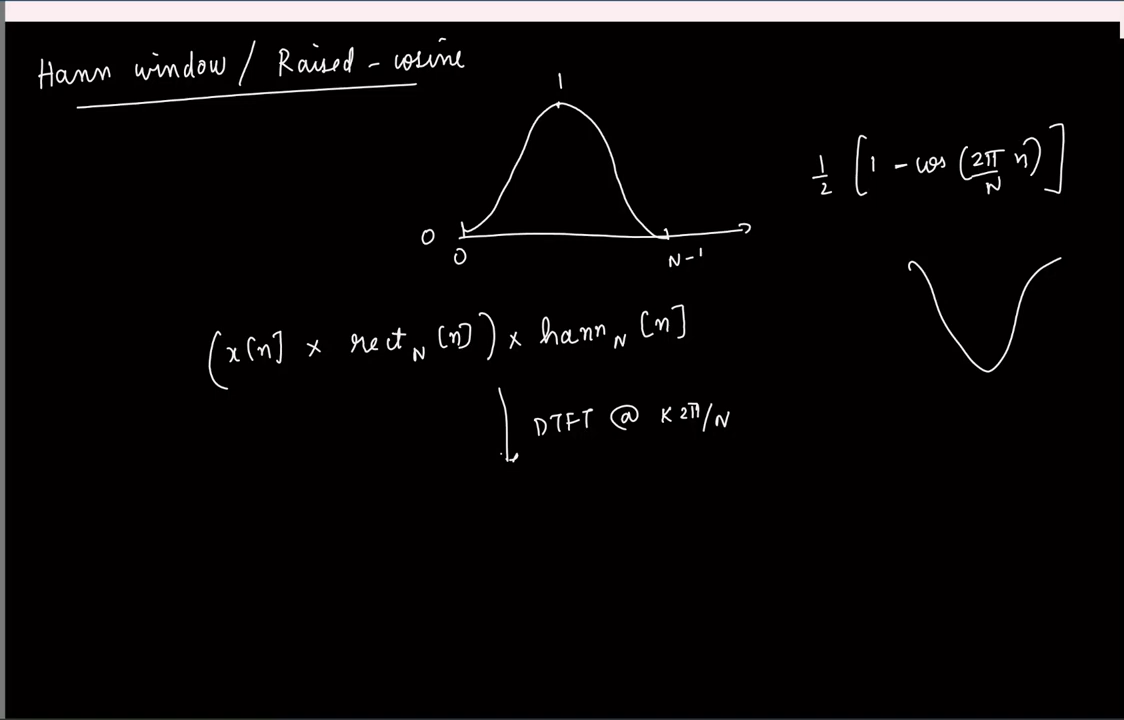 Hann window / Raised - cosine
1
1/2 [1 - cos (2π/N n)]
0
0
N-1
(x[n] × rect_N [n]) × hann_N [n]
DTFT @ K 2π/N